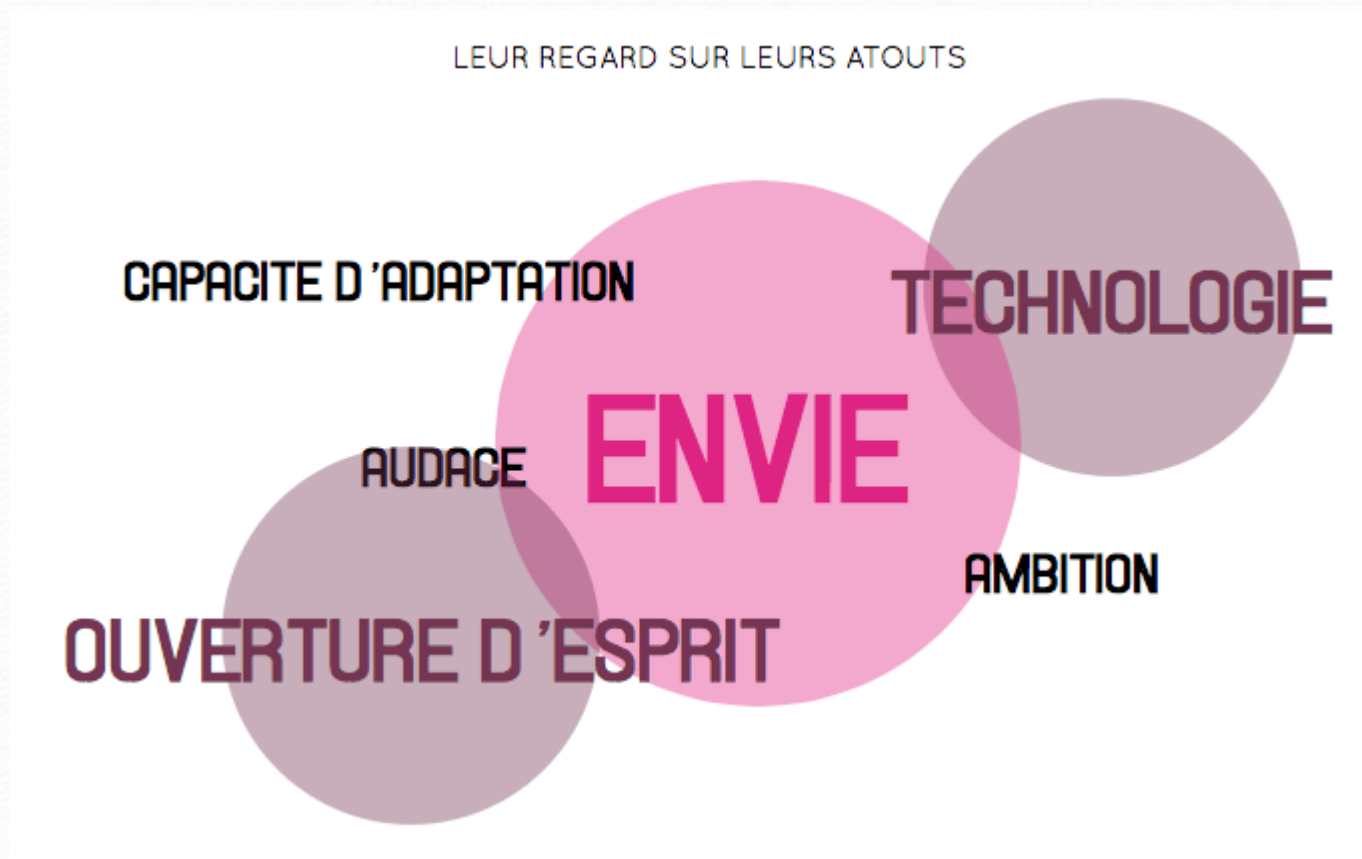 LEUR REGARD SUR LEURS ATOUTS
CAPACITE D'ADAPTATION
TECHNOLOGIE
ENVIE
AUDACE
AMBITION
OUVERTURE D'ESPRIT